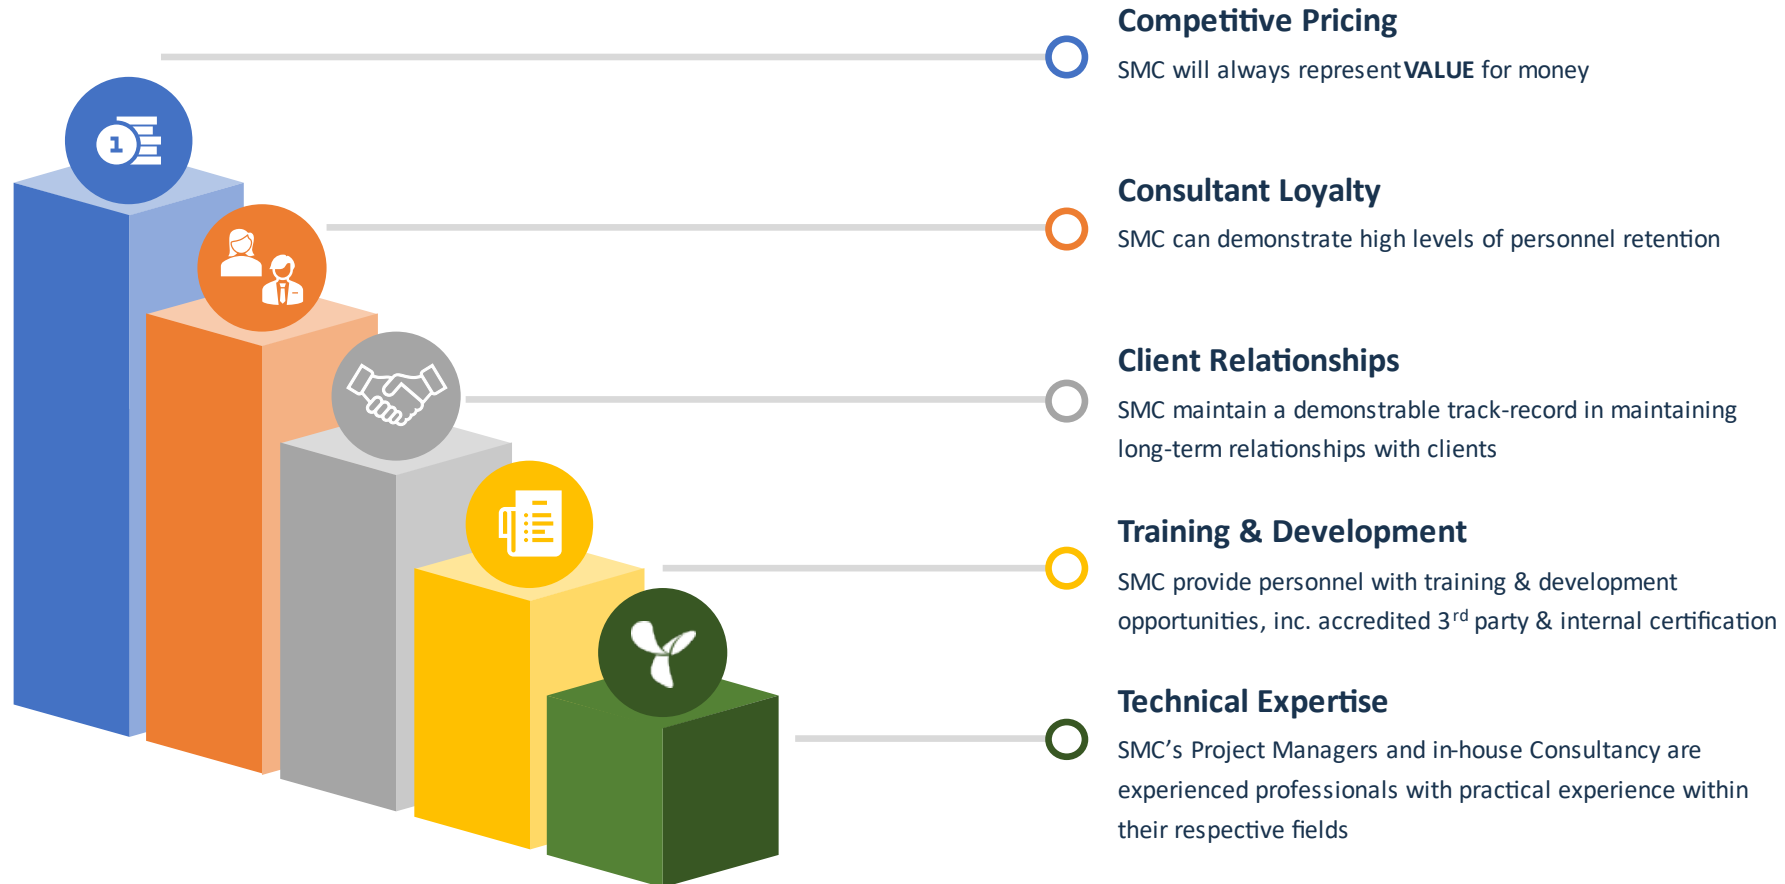 Competitive Pricing
SMC will always represent VALUE for money
1
Consultant Loyalty
SMC can demonstrate high levels of personnel retention
Client Relationships
SMC maintain a demonstrable track-record in maintaining
long-term relationships with clients
Training & Development
SMC provide personnel with training & development
opportunities, inc. accredited 3rd party & internal certification
Technical Expertise
SMC’s Project Managers and in-house Consultancy are
experienced professionals with practical experience within
their respective fields